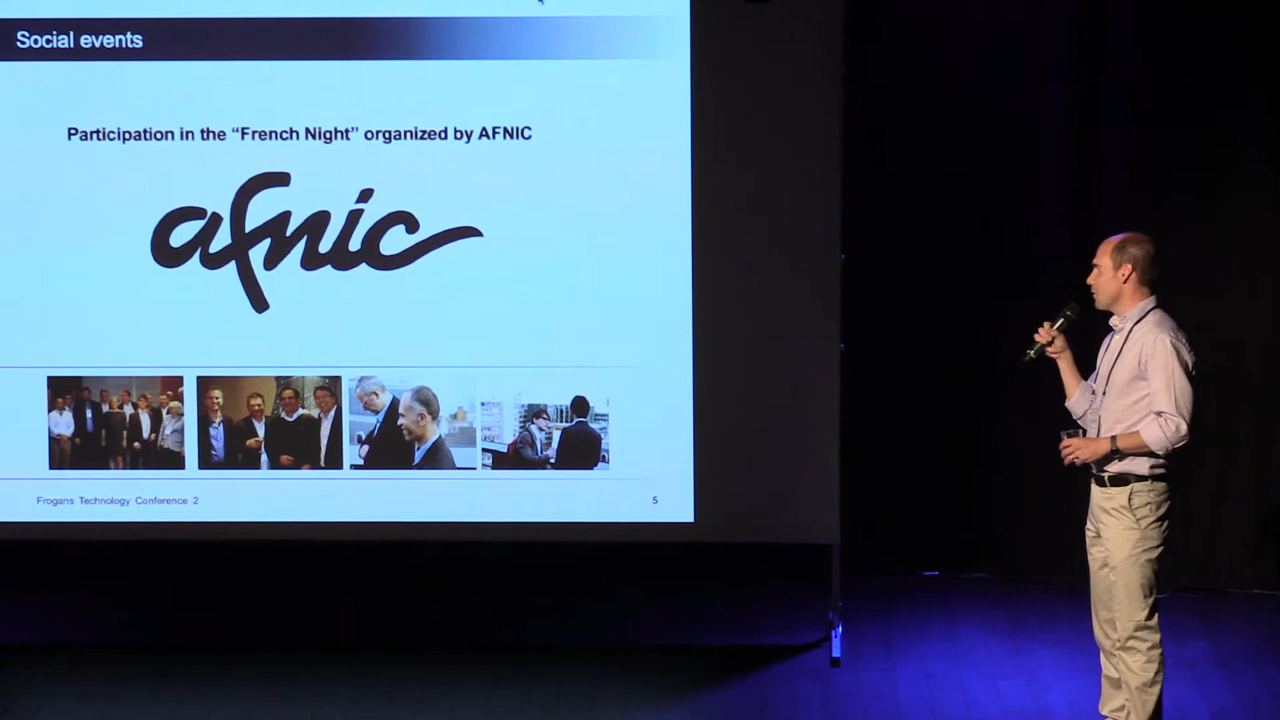 Social events
Participation in the “French Night” organized by AFNIC
afnic
Frogans Technology Conference 2
5